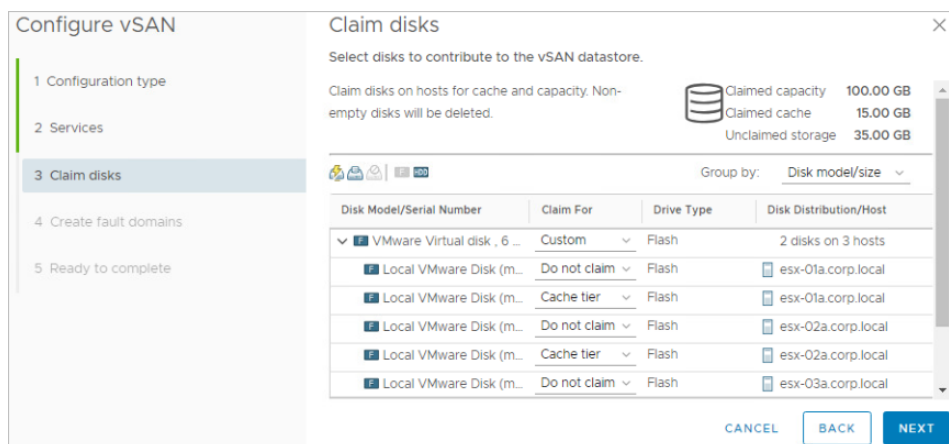 Configure vSAN
1 Configuration type
2 Services
3 Claim disks
4 Create fault domains
5 Ready to complete
Claim disks
Select disks to contribute to the vSAN datastore.
Claim disks on hosts for cache and capacity. Non-
empty disks will be deleted.
Claimed capacity 100.00 GB
Claimed cache 15.00 GB
Unclaimed storage 35.00 GB
F HDD Group by: Disk model/size
Disk Model/Serial Number Claim For Drive Type Disk Distribution/Host
F VMware Virtual disk , 6 ... Custom Flash 2 disks on 3 hosts
F Local VMware Disk (m... Do not claim Flash esx-01a.corp.local
F Local VMware Disk (m... Cache tier Flash esx-01a.corp.local
F Local VMware Disk (m... Do not claim Flash esx-02a.corp.local
F Local VMware Disk (m... Cache tier Flash esx-02a.corp.local
F Local VMware Disk (m... Do not claim Flash esx-03a.corp.local
CANCEL BACK NEXT